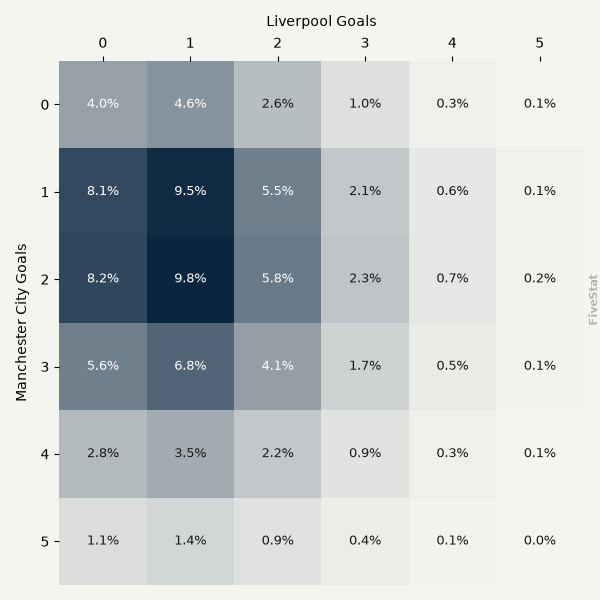 Liverpool Goals
0 1 2 3 4 5
Manchester City Goals
0 4.0% 4.6% 2.6% 1.0% 0.3% 0.1%
1 8.1% 9.5% 5.5% 2.1% 0.6% 0.1%
2 8.2% 9.8% 5.8% 2.3% 0.7% 0.2%
3 5.6% 6.8% 4.1% 1.7% 0.5% 0.1%
4 2.8% 3.5% 2.2% 0.9% 0.3% 0.1%
5 1.1% 1.4% 0.9% 0.4% 0.1% 0.0%
FiveStat